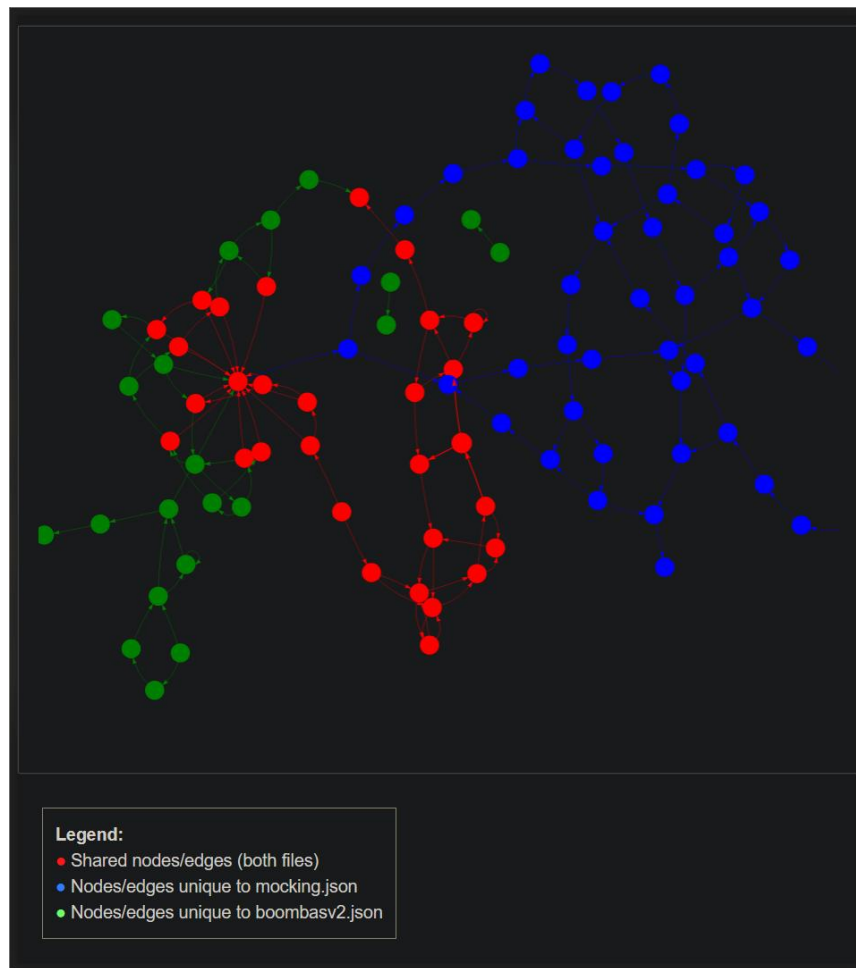 Legend:
Shared nodes/edges (both files)
Nodes/edges unique to mocking.json
Nodes/edges unique to boombasv2.json